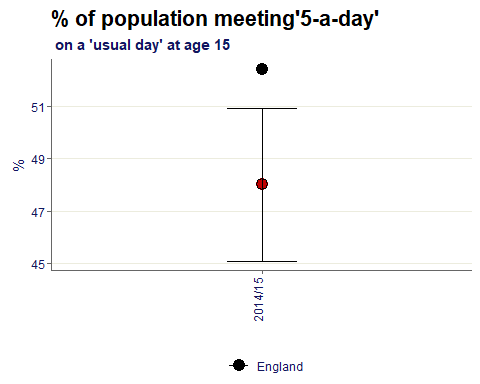 % of population meeting'5-a-day'
on a 'usual day' at age 15
%
51
49
47
45
2014/15
England